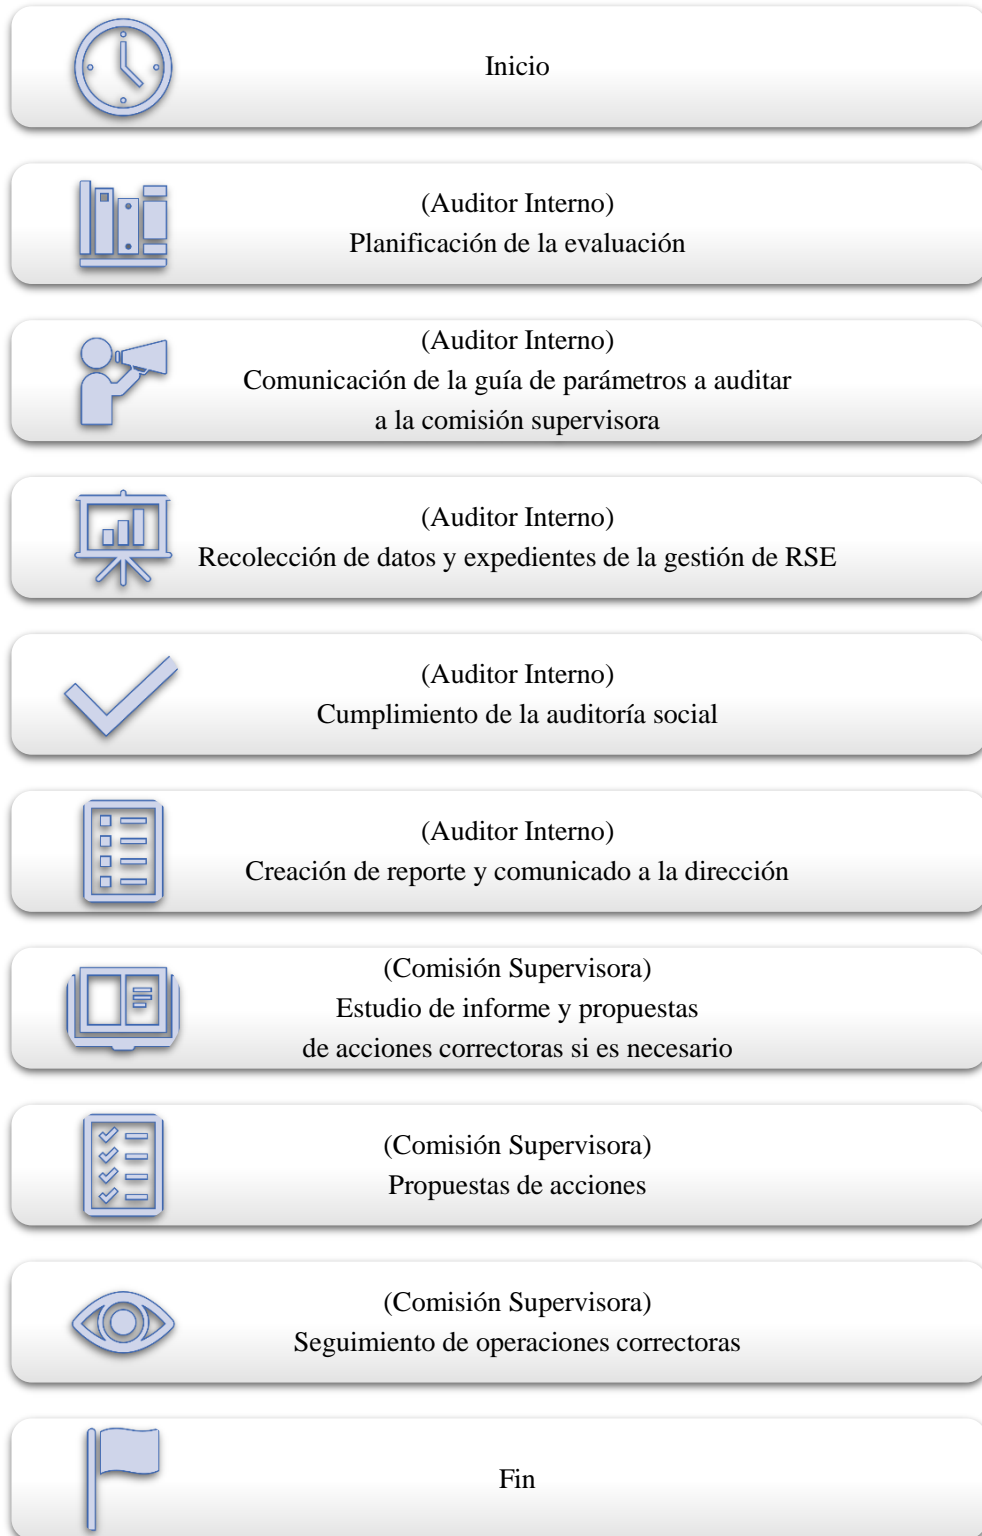 Inicio
(Auditor Interno)
Planificación de la evaluación
(Auditor Interno)
Comunicación de la guía de parámetros a auditar
a la comisión supervisora
(Auditor Interno)
Recolección de datos y expedientes de la gestión de RSE
(Auditor Interno)
Cumplimiento de la auditoría social
(Auditor Interno)
Creación de reporte y comunicado a la dirección
(Comisión Supervisora)
Estudio de informe y propuestas
de acciones correctoras si es necesario
(Comisión Supervisora)
Propuestas de acciones
(Comisión Supervisora)
Seguimiento de operaciones correctoras
Fin